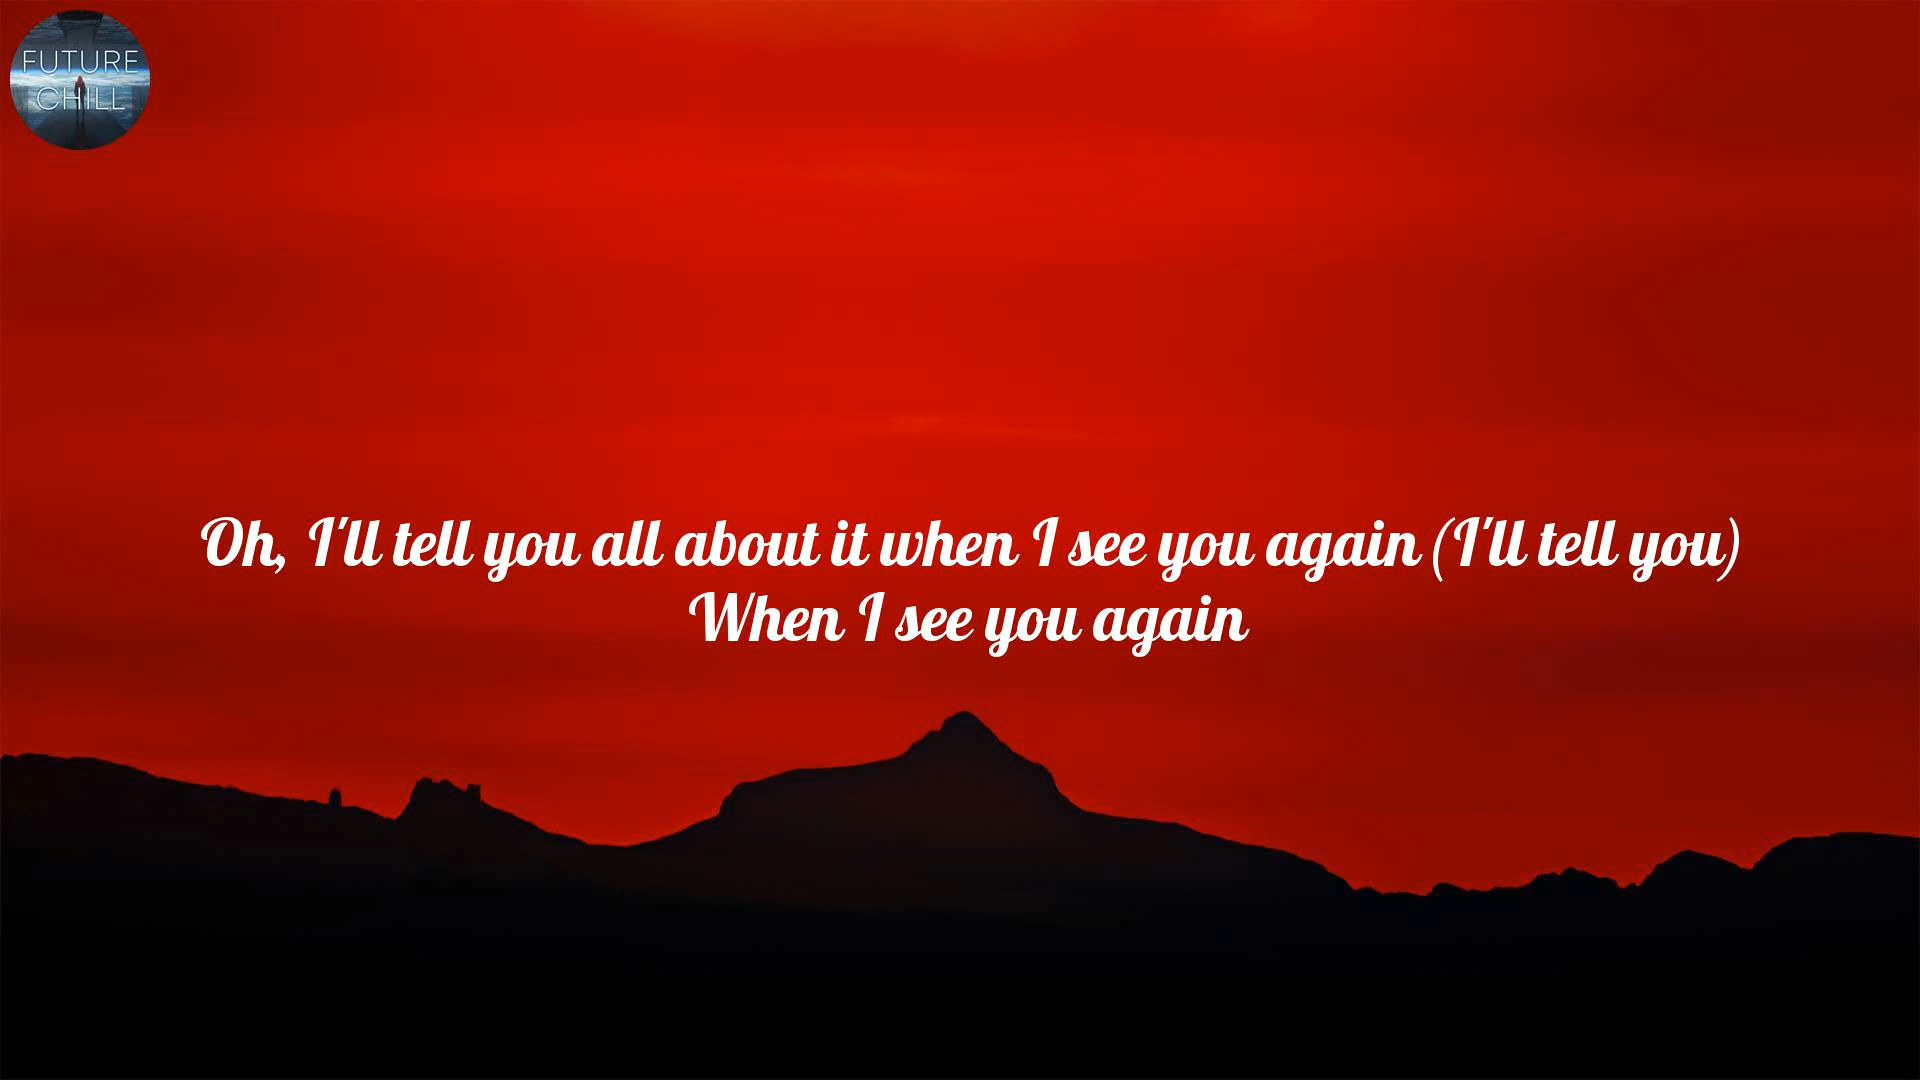 FUTURE
CHILL
Oh, I'll tell you all about it when I see you again (I'll tell you)
When I see you again